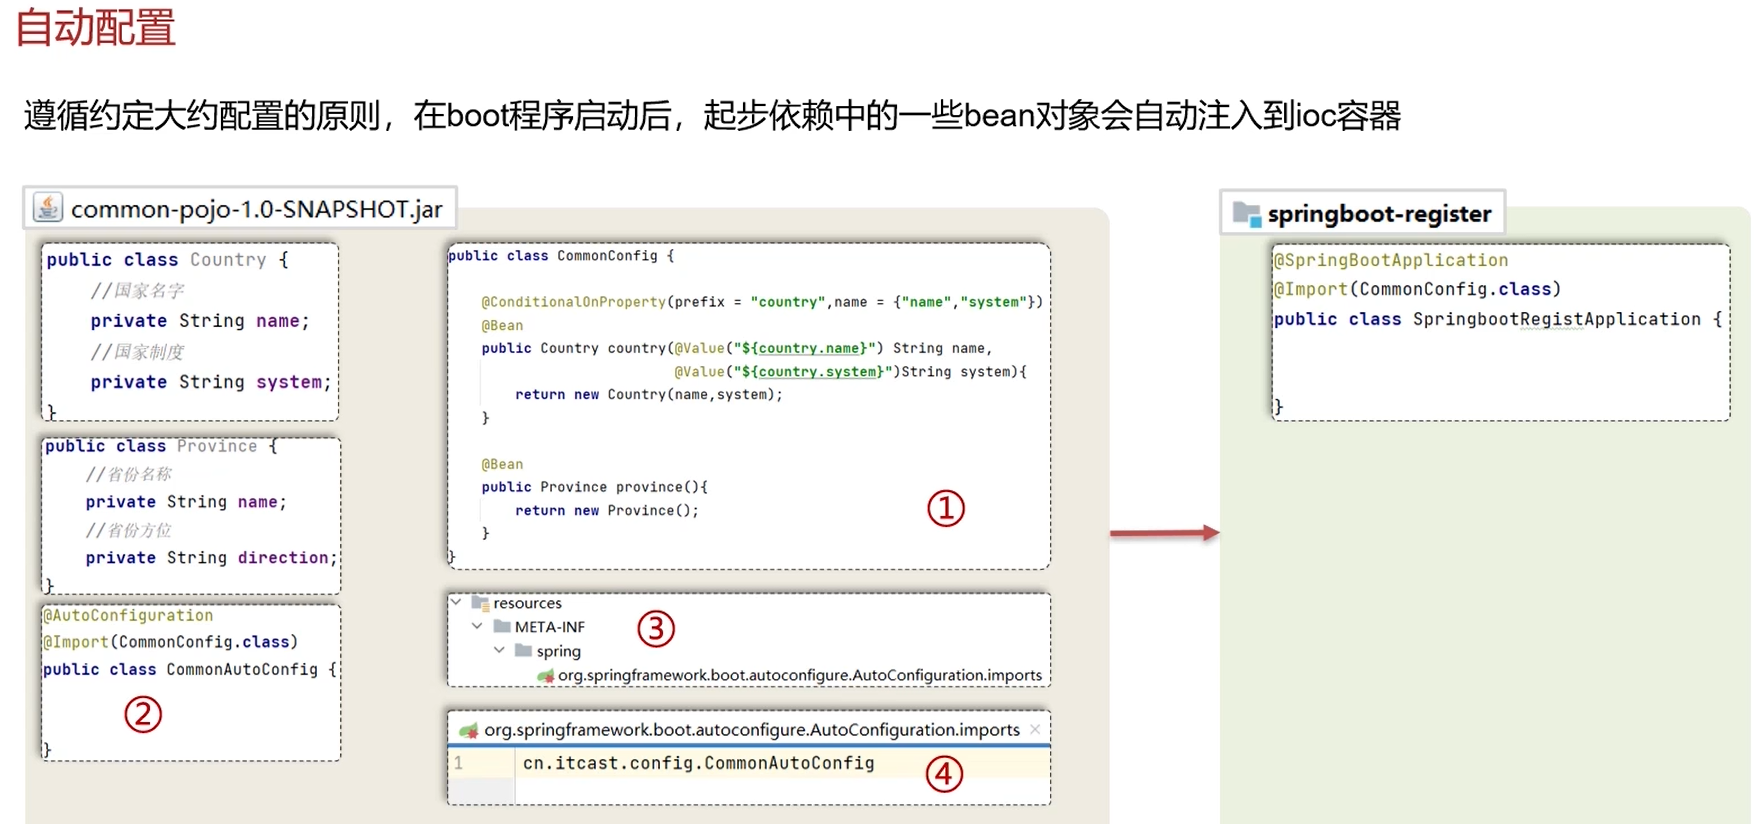 自动配置
遵循约定大约配置的原则，在boot程序启动后，起步依赖中的一些bean对象会自动注入到ioc容器
common-pojo-1.0-SNAPSHOT.jar
public class Country {
//国家名字
private String name;
//国家制度
private String system;
}
public class Province {
//省份名称
private String name;
//省份方位
private String direction;
}
@AutoConfiguration
@Import(CommonConfig.class)
public class CommonAutoConfig {
②
}
public class CommonConfig {
@ConditionalOnProperty(prefix = "country",name = {"name","system"})
@Bean
public Country country(@Value("${country.name}") String name,
@Value("${country.system}")String system){
return new Country(name,system);
}
@Bean
public Province province(){
return new Province();
}
①
}
resources
META-INF
③
spring
org.springframework.boot.autoconfigure.AutoConfiguration.imports
org.springframework.boot.autoconfigure.AutoConfiguration.imports
1 cn.itcast.config.CommonAutoConfig
④
springboot-register
@SpringBootApplication
@Import(CommonConfig.class)
public class SpringbootRegistApplication {
}